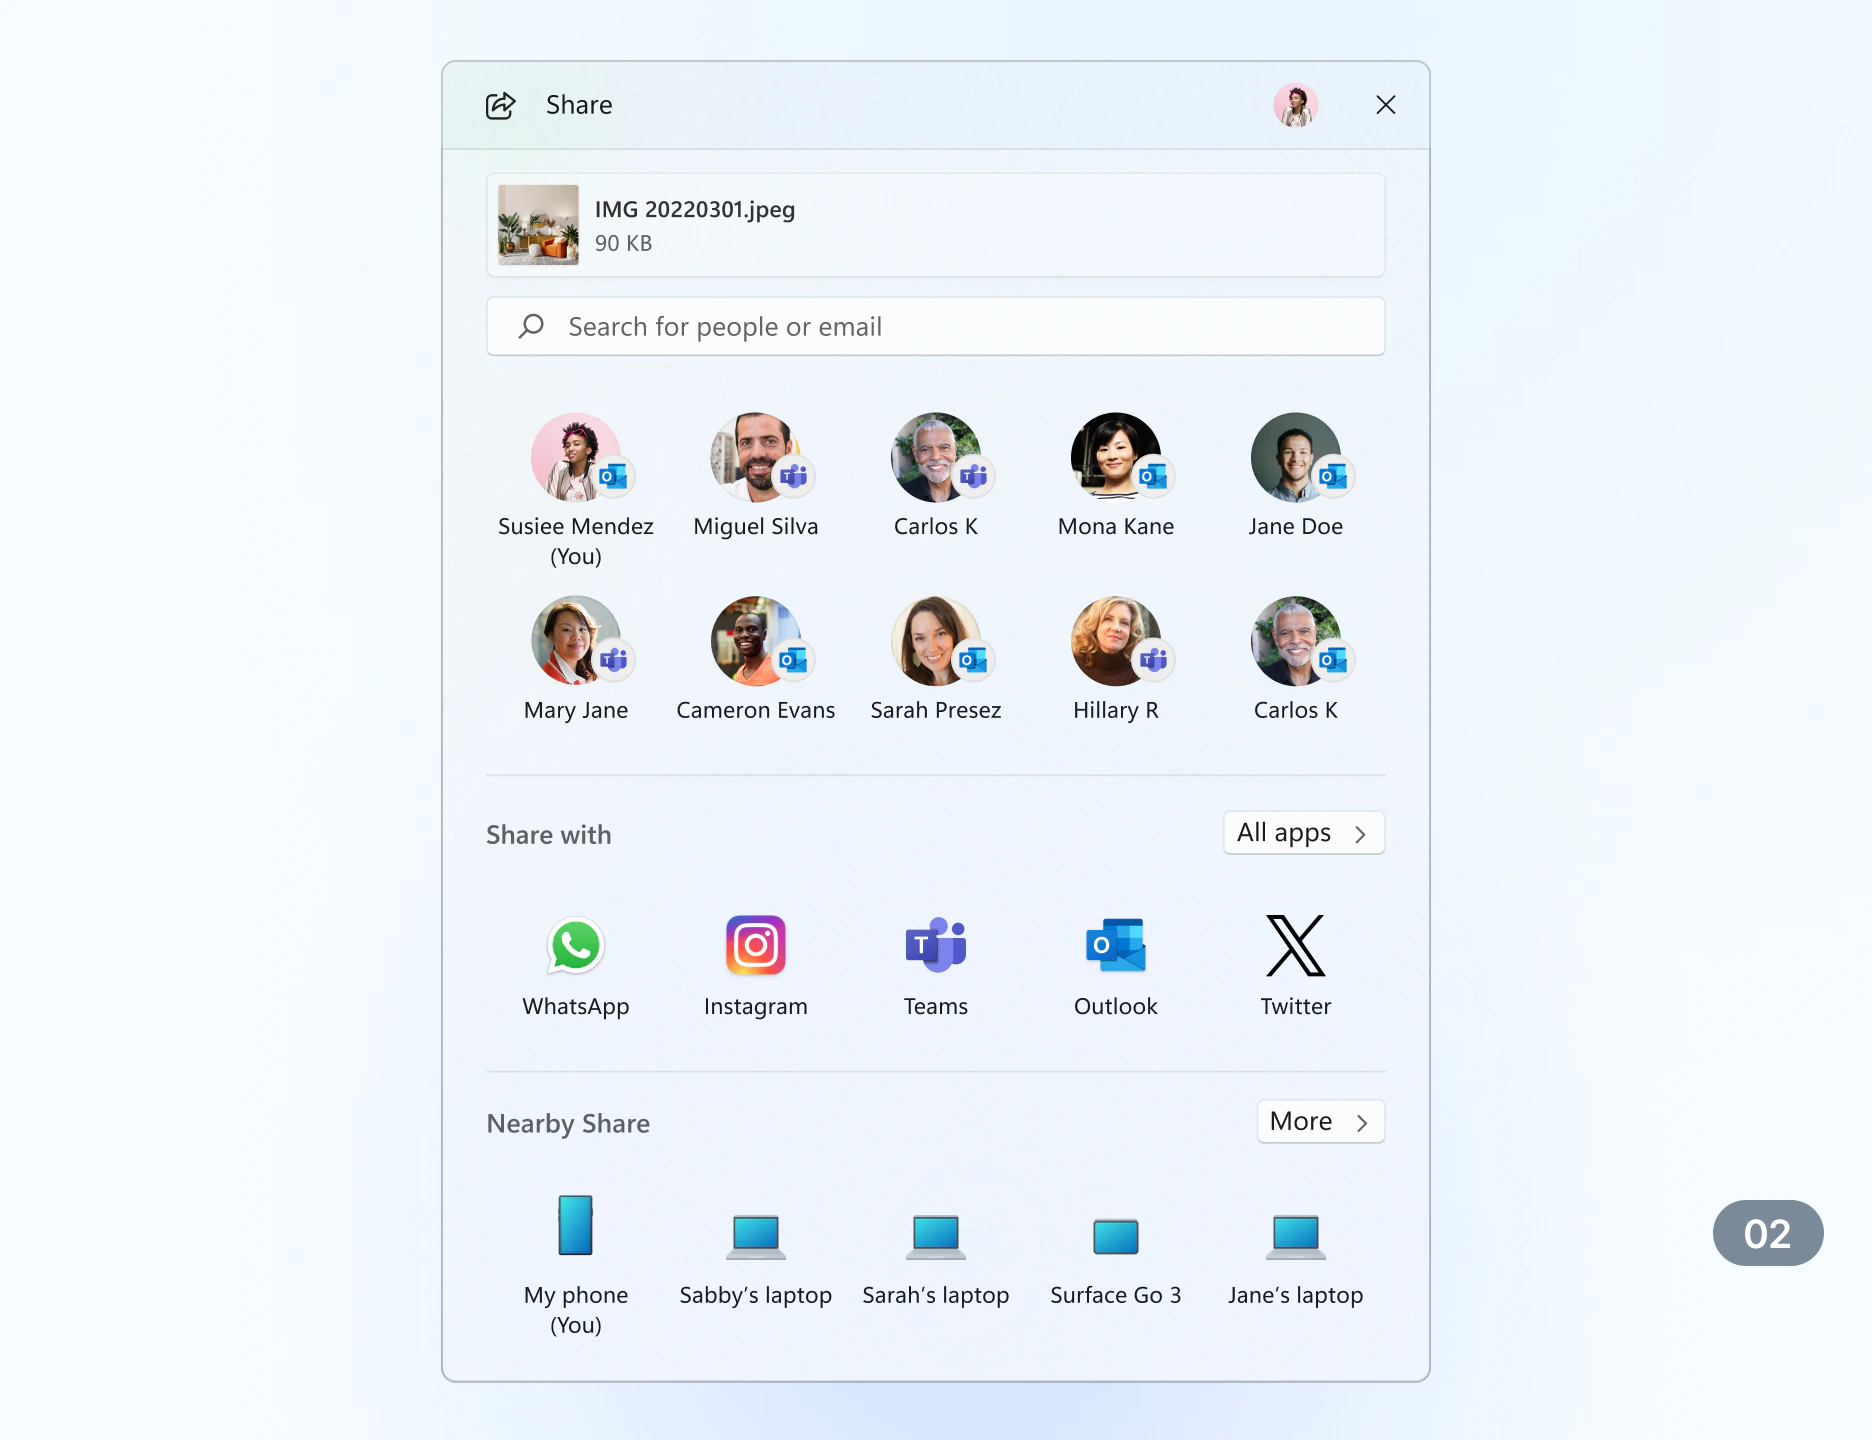 Share
IMG 20220301.jpeg
90 KB
Search for people or email
Susiee Mendez
(You)
Miguel Silva
Carlos K
Mona Kane
Jane Doe
Mary Jane
Cameron Evans
Sarah Presez
Hillary R
Carlos K
Share with
All apps
WhatsApp
Instagram
Teams
Outlook
Twitter
Nearby Share
More
My phone
(You)
Sabby’s laptop
Sarah’s laptop
Surface Go 3
Jane’s laptop
02